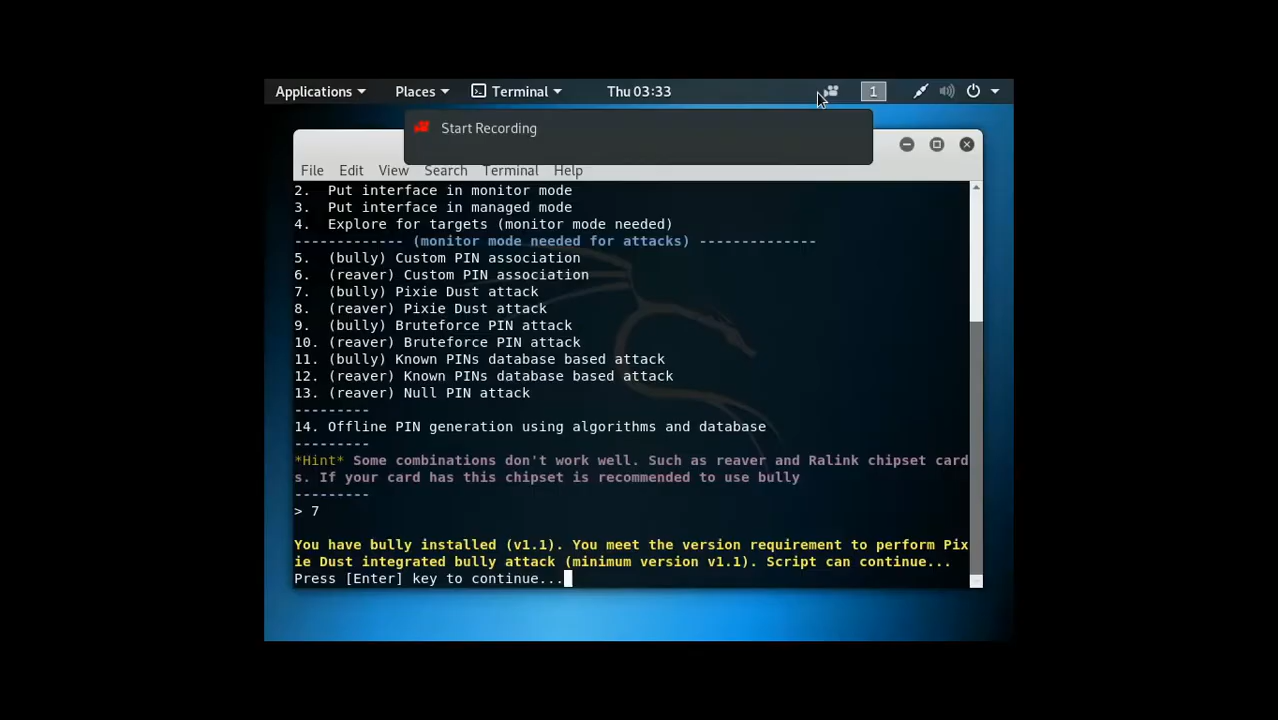 Applications Places Terminal Thu 03:33 1
Start Recording
File Edit View Search Terminal Help
2.  Put interface in monitor mode
3.  Put interface in managed mode
4.  Explore for targets (monitor mode needed)
------------- (monitor mode needed for attacks) --------------
5.  (bully) Custom PIN association
6.  (reaver) Custom PIN association
7.  (bully) Pixie Dust attack
8.  (reaver) Pixie Dust attack
9.  (bully) Bruteforce PIN attack
10. (reaver) Bruteforce PIN attack
11. (bully) Known PINs database based attack
12. (reaver) Known PINs database based attack
13. (reaver) Null PIN attack
---------
14. Offline PIN generation using algorithms and database
---------
*Hint* Some combinations don't work well. Such as reaver and Ralink chipset card
s. If your card has this chipset is recommended to use bully
---------
> 7
You have bully installed (v1.1). You meet the version requirement to perform Pix
ie Dust integrated bully attack (minimum version v1.1). Script can continue...
Press [Enter] key to continue...